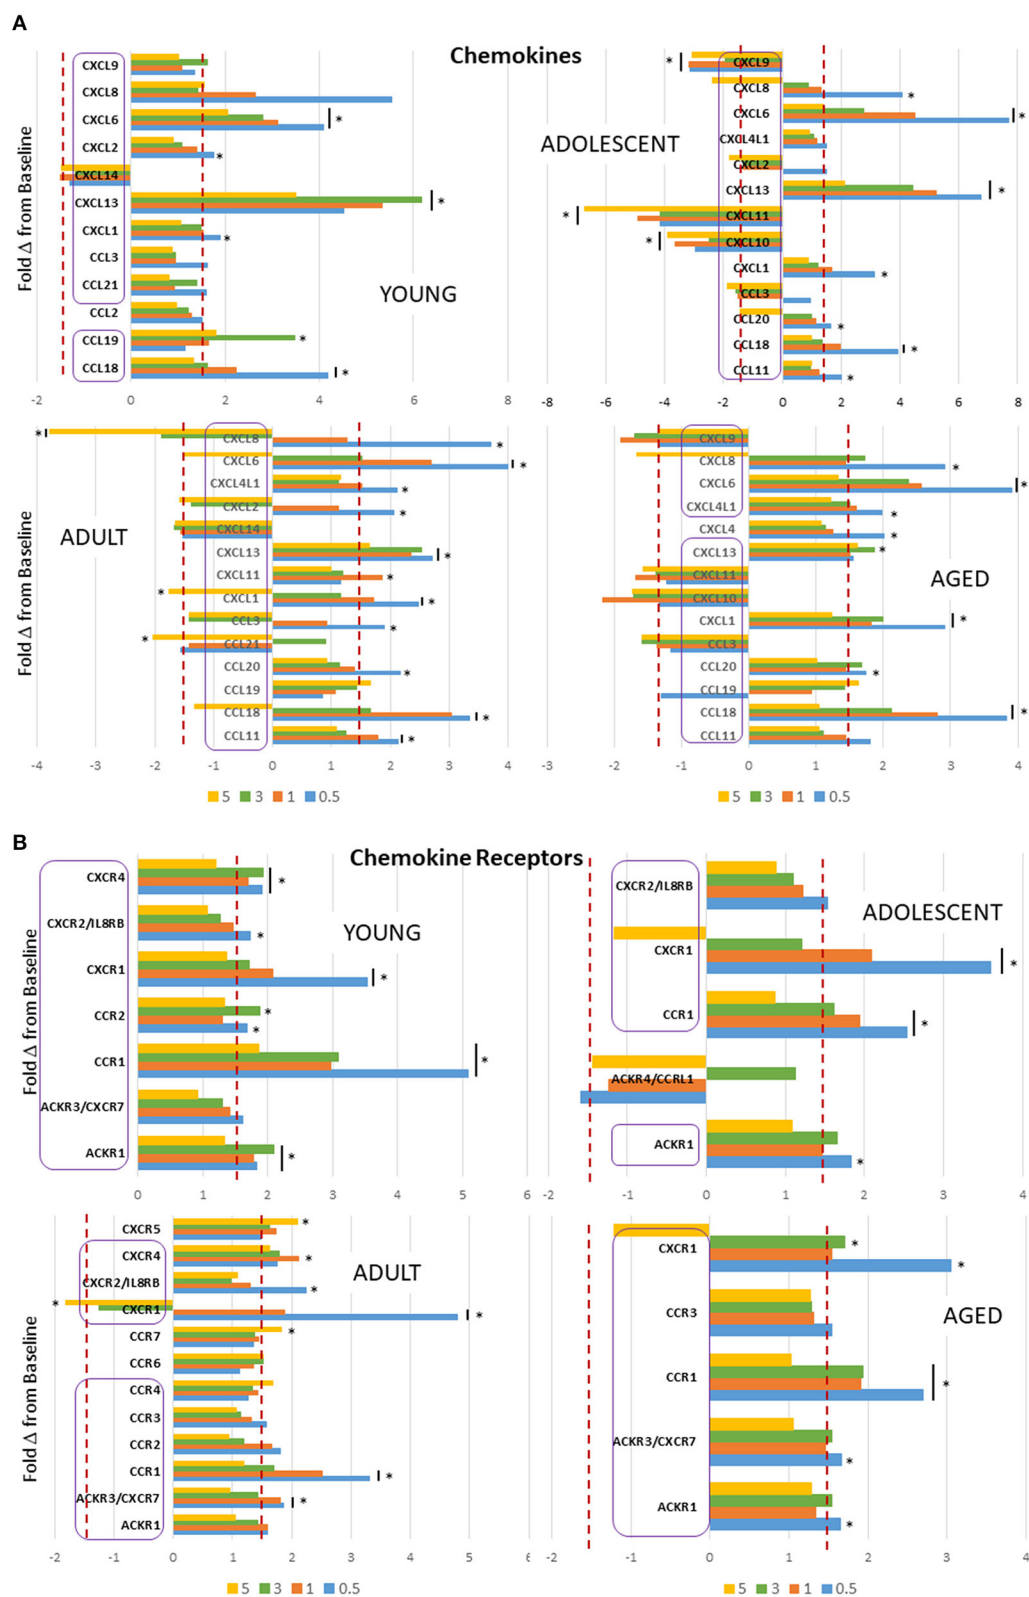 A
Chemokines
Fold Δ from Baseline
CXCL9
CXCL8
CXCL6
*
CXCL2
*
CXCL14
CXCL13
*
CXCL1
*
CCL3
CCL21
CCL2
CCL19
*
CCL18
*
YOUNG
-2 0 2 4 6 8
ADOLESCENT
* CXCL9
CXCL8
*
CXCL6
*
CXCL4L1
CXCL2
CXCL13
*
* CXCL11
* CXCL10
CXCL1
*
CCL3
CCL20
*
CCL18
*
CCL11
*
-8 -6 -4 -2 0 2 4 6 8
Fold Δ from Baseline
ADULT
* CXCL8
*
CXCL6
*
CXCL4L1
*
CXCL2
*
CXCL14
CXCL13
*
CXCL11
*
* CXCL1
*
CCL3
*
* CCL21
CCL20
*
CCL19
CCL18
*
CCL11
*
-4 -3 -2 -1 0 1 2 3 4 5
5 3 1 0.5
AGED
CXCL9
CXCL8
*
CXCL6
*
CXCL4L1
*
CXCL4
*
CXCL13
*
CXCL11
CXCL10
CXCL1
*
CCL3
CCL20
*
CCL19
CCL18
*
CCL11
-3 -2 -1 0 1 2 3 4
5 3 1 0.5
B
Chemokine Receptors
Fold Δ from Baseline
YOUNG
CXCR4
*
CXCR2/IL8RB
*
CXCR1
*
CCR2
*
*
CCR1
*
ACKR3/CXCR7
ACKR1
*
0 1 2 3 4 5 6
ADOLESCENT
CXCR2/IL8RB
CXCR1
*
CCR1
*
ACKR4/CCRL1
ACKR1
*
-2 -1 0 1 2 3 4
Fold Δ from Baseline
ADULT
CXCR5
*
CXCR4
*
CXCR2/IL8RB
*
* CXCR1
*
CCR7
*
CCR6
CCR4
CCR3
CCR2
CCR1
*
ACKR3/CXCR7
*
ACKR1
-2 -1 0 1 2 3 4 5 6
5 3 1 0.5
AGED
CXCR1
*
*
CCR3
CCR1
*
ACKR3/CXCR7
*
ACKR1
*
-2 -1 0 1 2 3 4
5 3 1 0.5